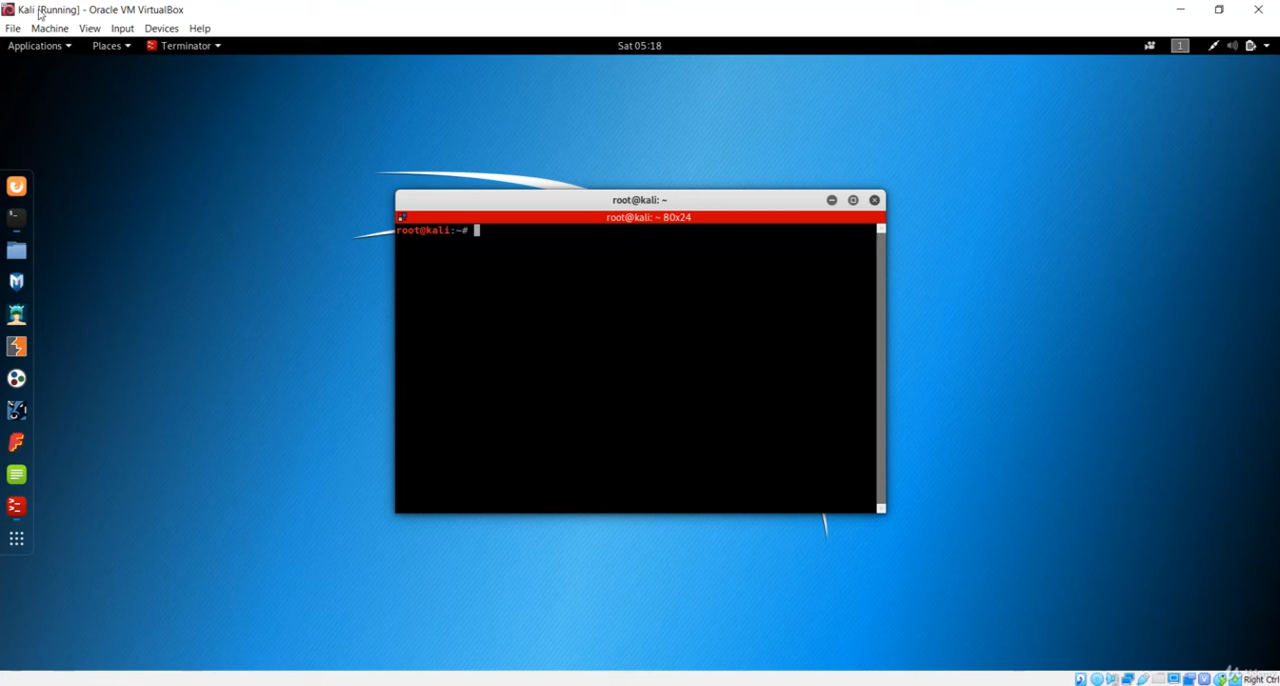 Kali [Running] - Oracle VM VirtualBox
File Machine View Input Devices Help
Applications Places Terminator Sat 05:18 1
root@kali: ~
root@kali: ~ 80x24
root@kali:~#
Right Ctrl